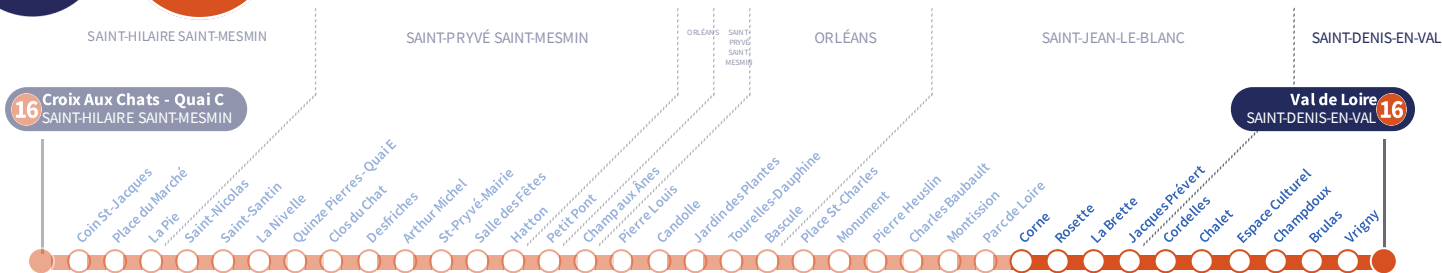 SAINT-HILAIRE SAINT-MESMIN
SAINT-PRYVÉ SAINT-MESMIN
ORLÉANS
SAINT-
PRYVÉ
SAINT-
MESMIN
ORLÉANS
SAINT-JEAN-LE-BLANC
SAINT-DENIS-EN-VAL
16
Croix Aux Chats - Quai C
SAINT-HILAIRE SAINT-MESMIN
Val de Loire
SAINT-DENIS-EN-VAL
16
Coin St-Jacques
Place du Marché
La Pie
Saint-Nicolas
Saint-Santin
La Nivelle
Quinze Pierres - Quai E
Clos du Chat
Desfriches
Arthur Michel
St-Pryvé-Mairie
Salle des Fêtes
Hatton
Petit Pont
Champ aux Ânes
Pierre Louis
Candolle
Jardin des Plantes
Tourelles-Dauphine
Bascule
Place St-Charles
Monument
Pierre Heuslin
Charles Baubault
Montission
Parc de Loire
Corne
Rosette
La Brette
Jacques Prévert
Cordelles
Chalet
Espace Culturel
Champdoux
Brulas
Vrigny